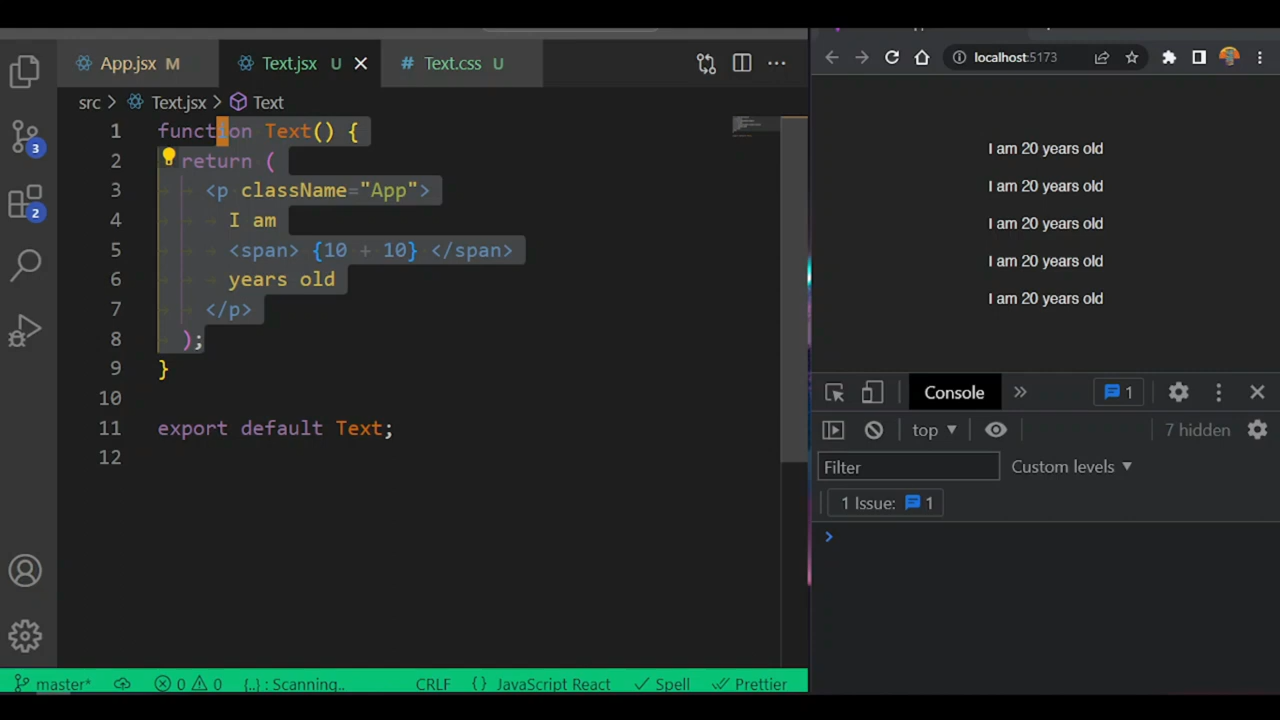 App.jsx M
Text.jsx U
# Text.css U
localhost:5173
src > Text.jsx > Text
1 function Text() {
2 return (
3 <p className="App">
4 I am
5 <span> {10 + 10} </span>
6 years old
7 </p>
8 );
9 }
10
11 export default Text;
12
3
2
I am 20 years old
I am 20 years old
I am 20 years old
I am 20 years old
I am 20 years old
Console » 1
top ▼ 7 hidden
Filter Custom levels ▼
1 Issue: 1
>
master* 0 0 {..} : Scanning.. CRLF {} JavaScript React ✓ Spell Prettier